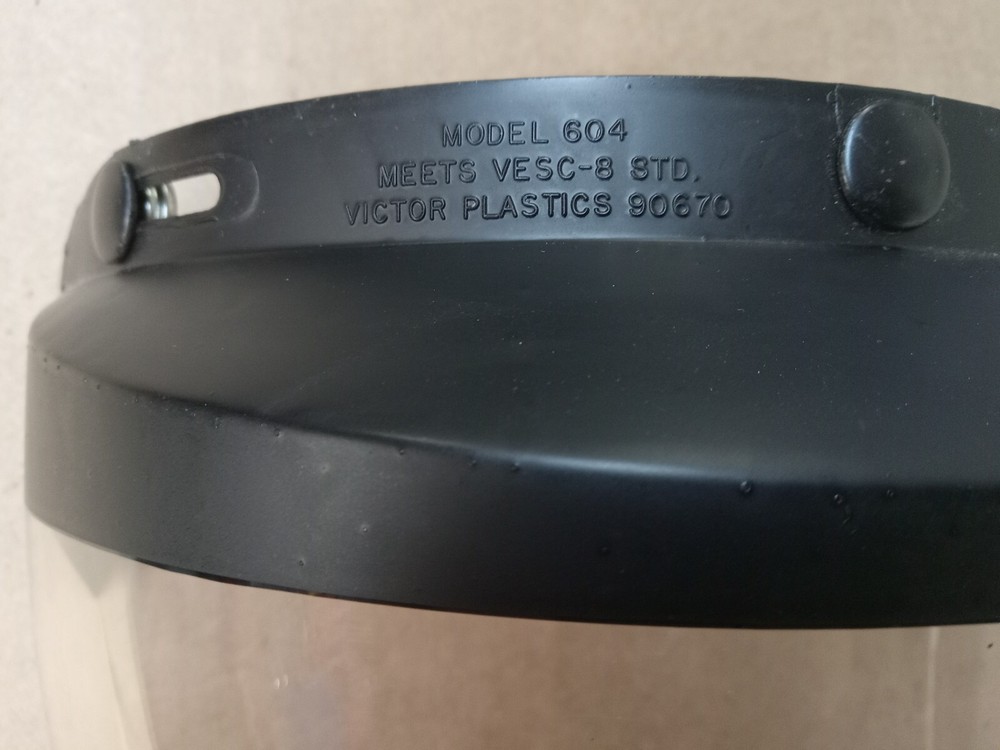 MODEL 604
MEETS VESC-8 STD.
VICTOR PLASTICS 90670